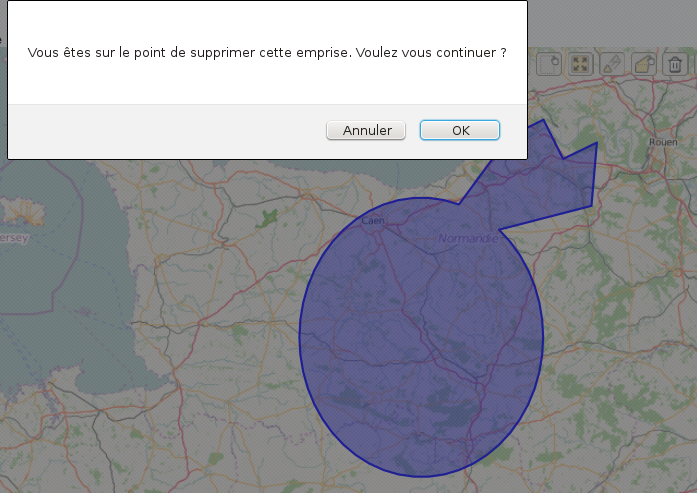 Vous êtes sur le point de supprimer cette emprise. Voulez vous continuer ?
Annuler OK
Rouen
Caen
Normandie
ersey